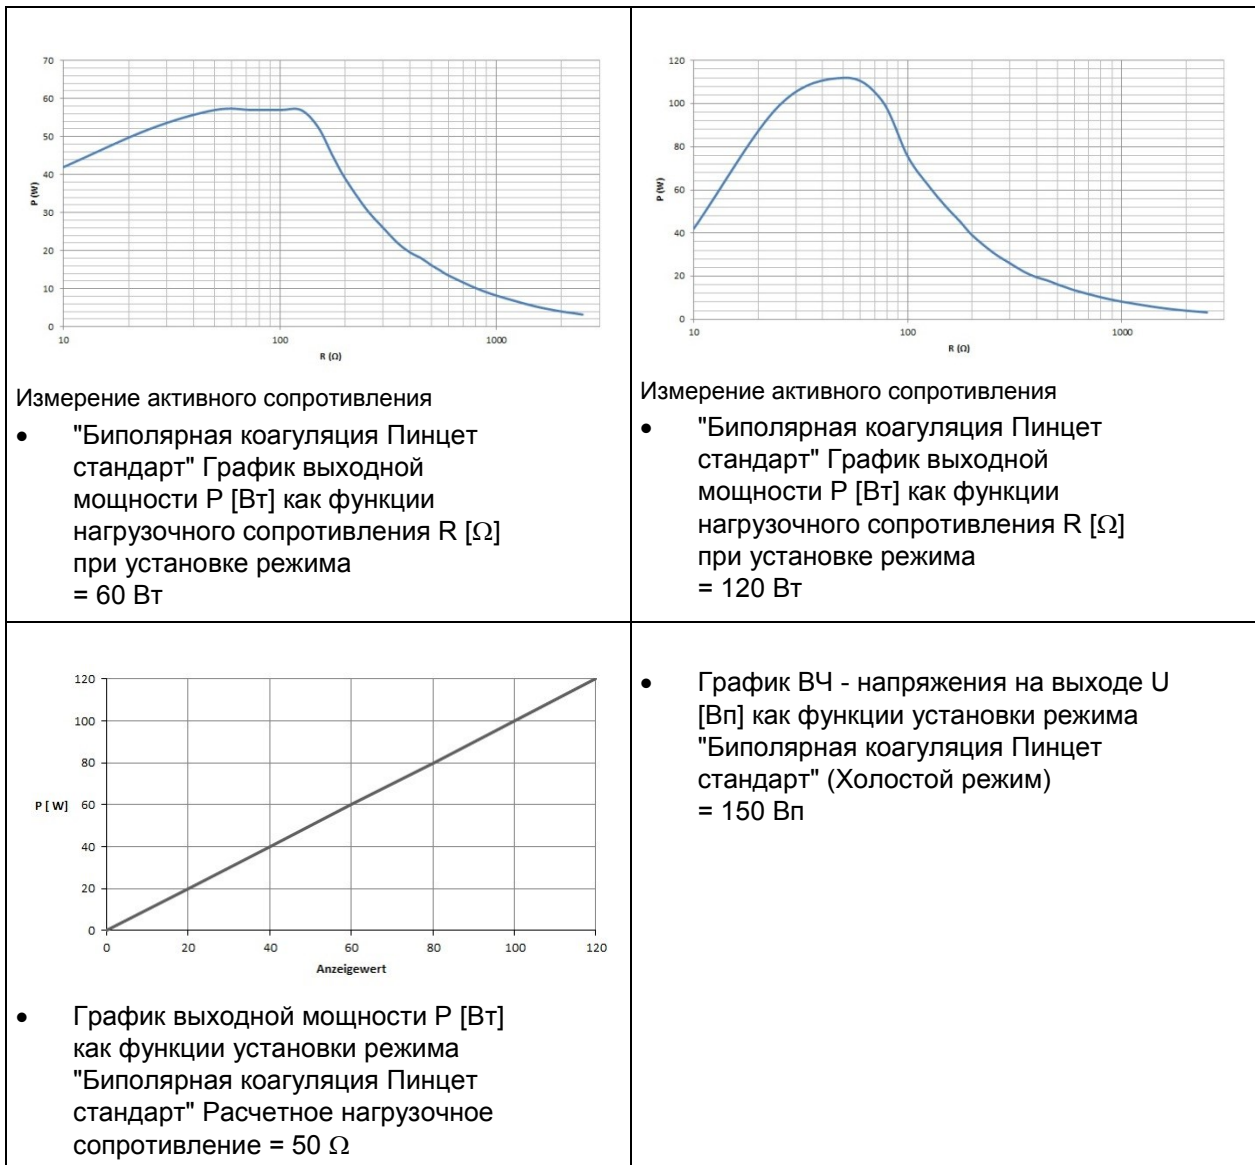 70
60
50
40
30
20
10
0
P (W)
10
100
1000
R (Ω)
Измерение активного сопротивления
• "Биполярная коагуляция Пинцет
стандарт" График выходной
мощности P [Вт] как функции
нагрузочного сопротивления R [Ω]
при установке режима
= 60 Вт
120
100
80
60
40
20
0
P (W)
10
100
1000
R (Ω)
Измерение активного сопротивления
• "Биполярная коагуляция Пинцет
стандарт" График выходной
мощности P [Вт] как функции
нагрузочного сопротивления R [Ω]
при установке режима
= 120 Вт
120
100
80
P [ W] 60
40
20
0
0 20 40 60 80 100 120
Anzeigewert
• График выходной мощности P [Вт]
как функции установки режима
"Биполярная коагуляция Пинцет
стандарт" Расчетное нагрузочное
сопротивление = 50 Ω
• График ВЧ - напряжения на выходе U
[Вп] как функции установки режима
"Биполярная коагуляция Пинцет
стандарт" (Холостой режим)
= 150 Вп